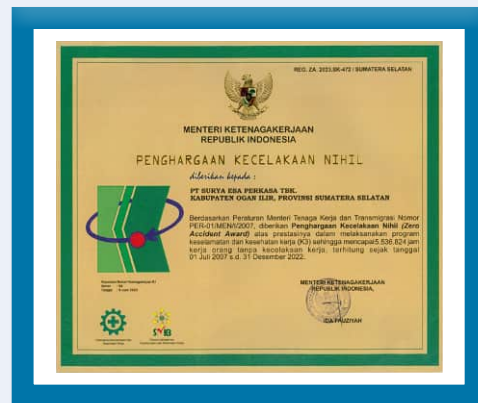 REG. ZA. 2023.BK-472 / SUMATERA SELATAN
MENTERI KETENAGAKERJAAN
REPUBLIK INDONESIA
PENGHARGAAN KECELAKAAN NIHIL
diberikan kepada :
PT SURYA ESA PERKASA TBK.
KABUPATEN OGAN ILIR, PROVINSI SUMATERA SELATAN
Berdasarkan Peraturan Menteri Tenaga Kerja dan Transmigrasi Nomor
PER-01/MEN/I/2007, diberikan Penghargaan Kecelakaan Nihil (Zero
Accident Award) atas prestasinya dalam melaksanakan program
keselamatan dan kesehatan kerja (K3) sehingga mencapai 5.536.824 jam
kerja orang tanpa kecelakaan kerja, terhitung sejak tanggal
01 Juli 2007 s.d. 31 Desember 2022.
MENTERI KETENAGAKERJAAN
REPUBLIK INDONESIA,
IDA FAUZIYAH